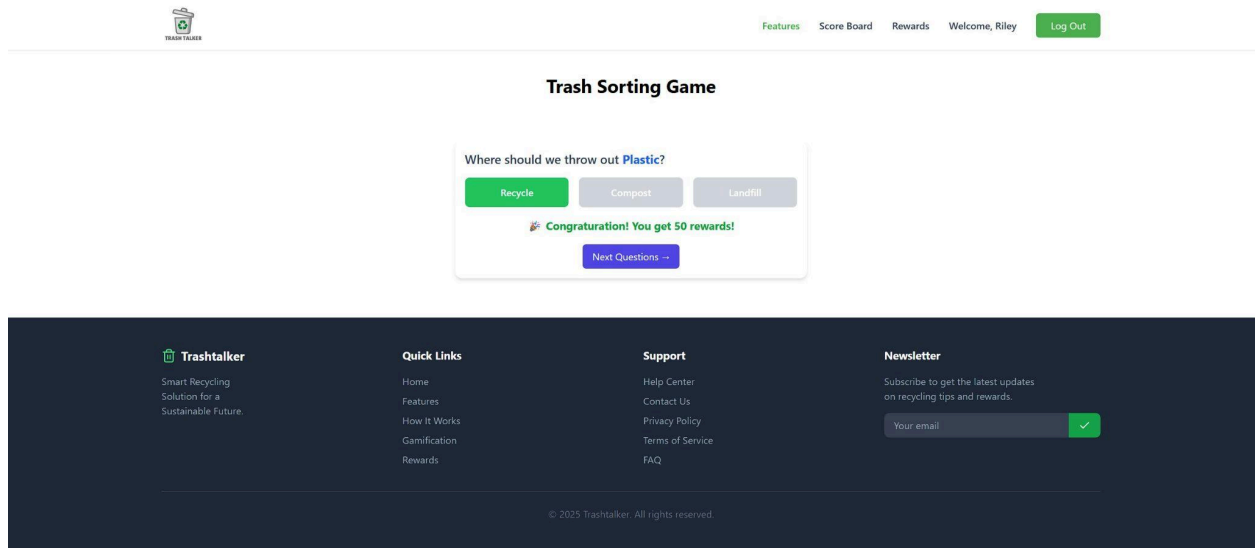 TRASH TALKER
Features Score Board Rewards Welcome, Riley Log Out
Trash Sorting Game
Where should we throw out Plastic?
Recycle Compost Landfill
🎉 Congraturation! You get 50 rewards!
Next Questions →
Trashtalker
Smart Recycling
Solution for a
Sustainable Future.
Quick Links
Home
Features
How It Works
Gamification
Rewards
Support
Help Center
Contact Us
Privacy Policy
Terms of Service
FAQ
Newsletter
Subscribe to get the latest updates
on recycling tips and rewards.
Your email
© 2025 Trashtalker. All rights reserved.